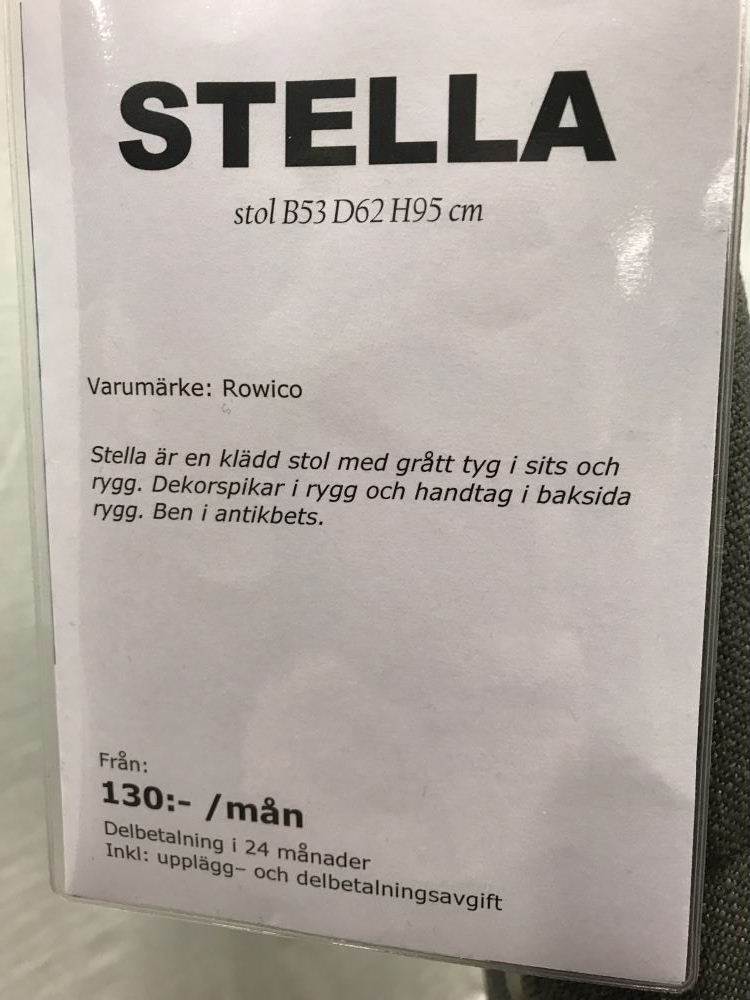 STELLA
stol B53 D62 H95 cm
Varumärke: Rowico
Stella är en klädd stol med grått tyg i sits och
rygg. Dekorspikar i rygg och handtag i baksida
rygg. Ben i antikbets.
Från:
130:- /mån
Delbetalning i 24 månader
Inkl: upplägg- och delbetalningsavgift